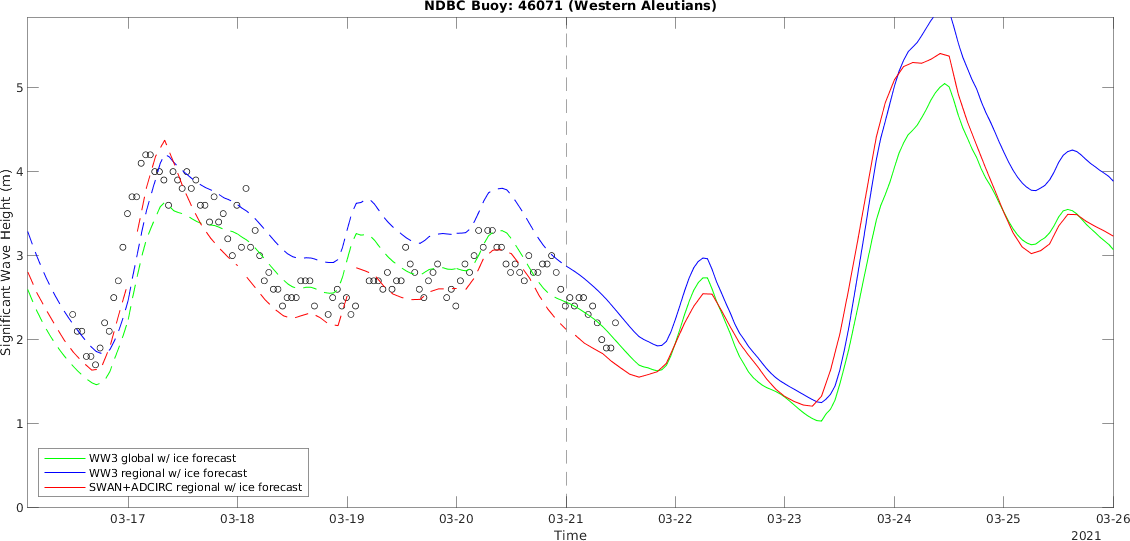 NDBC Buoy: 46071 (Western Aleutians)
Significant Wave Height (m)
5
4
3
2
1
0
WW3 global w/ ice forecast
WW3 regional w/ ice forecast
SWAN+ADCIRC regional w/ ice forecast
03-17 03-18 03-19 03-20 03-21 03-22 03-23 03-24 03-25 03-26
Time
2021